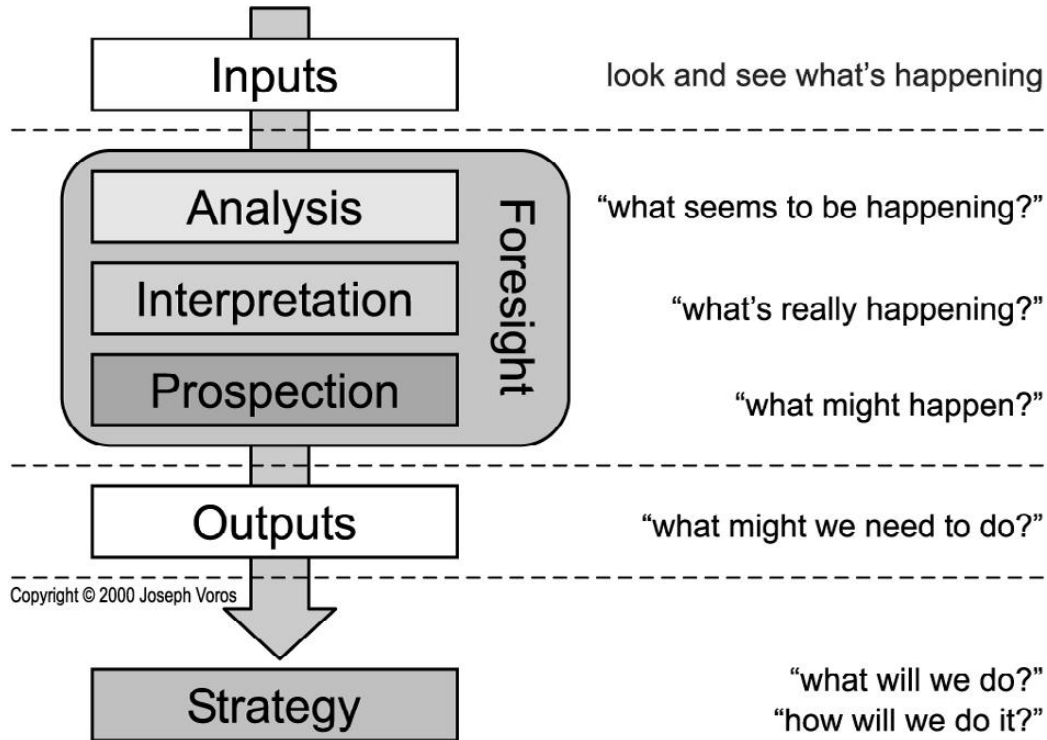 Inputs
look and see what’s happening
Analysis
“what seems to be happening?”
Interpretation
“what’s really happening?”
Prospection
“what might happen?”
Foresight
Outputs
“what might we need to do?”
Copyright © 2000 Joseph Voros
Strategy
“what will we do?”
“how will we do it?”